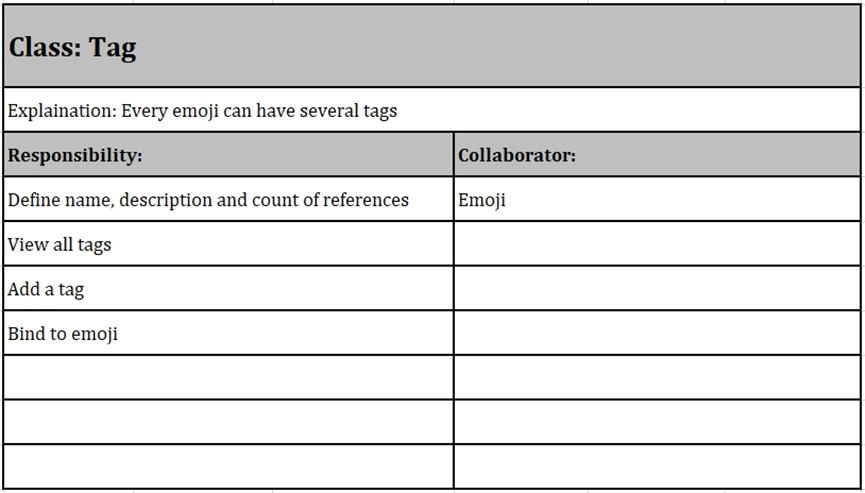 Class: Tag
Explaination: Every emoji can have several tags
Responsibility:
Collaborator:
Define name, description and count of references
Emoji
View all tags
Add a tag
Bind to emoji